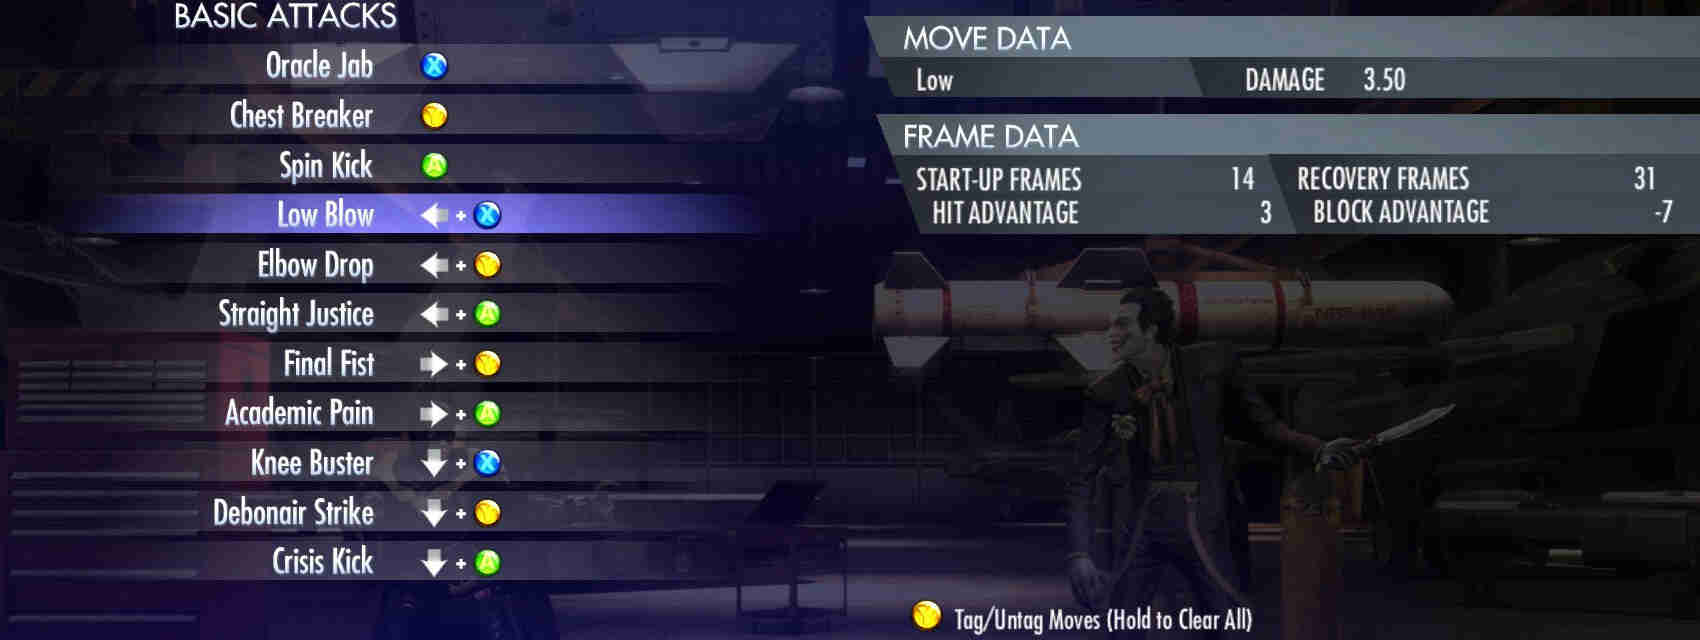 BASIC ATTACKS
Oracle Jab X
Chest Breaker Y
Spin Kick A
Low Blow + X
Elbow Drop + Y
Straight Justice + A
Final Fist + Y
Academic Pain + A
Knee Buster + X
Debonair Strike + Y
Crisis Kick + A
MOVE DATA
Low DAMAGE 3.50
FRAME DATA
START-UP FRAMES 14 RECOVERY FRAMES 31
HIT ADVANTAGE 3 BLOCK ADVANTAGE -7
Y Tag/Untag Moves (Hold to Clear All)